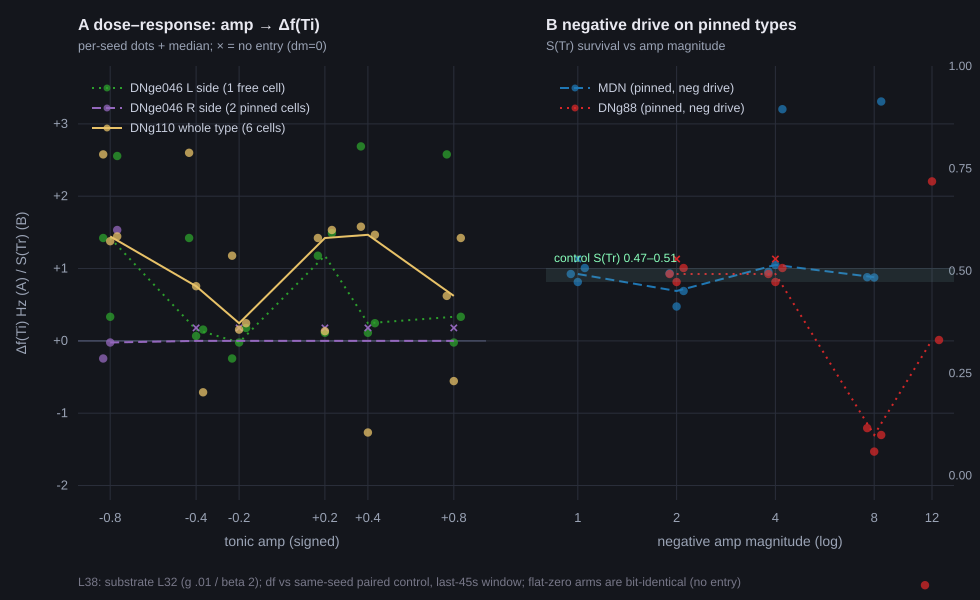 A dose–response: amp → Δf(Ti)
per-seed dots + median; × = no entry (dm=0)
DNge046 L side (1 free cell)
DNge046 R side (2 pinned cells)
DNg110 whole type (6 cells)
Δf(Ti) Hz (A) / S(Tr) (B)
+3
+2
+1
+0
-1
-2
-0.8 -0.4 -0.2 +0.2 +0.4 +0.8
tonic amp (signed)
B negative drive on pinned types
S(Tr) survival vs amp magnitude
MDN (pinned, neg drive)
DNg88 (pinned, neg drive)
control S(Tr) 0.47–0.51
1.00
0.75
0.50
0.25
0.00
1 2 4 8 12
negative amp magnitude (log)
L38: substrate L32 (g .01 / beta 2); df vs same-seed paired control, last-45s window; flat-zero arms are bit-identical (no entry)